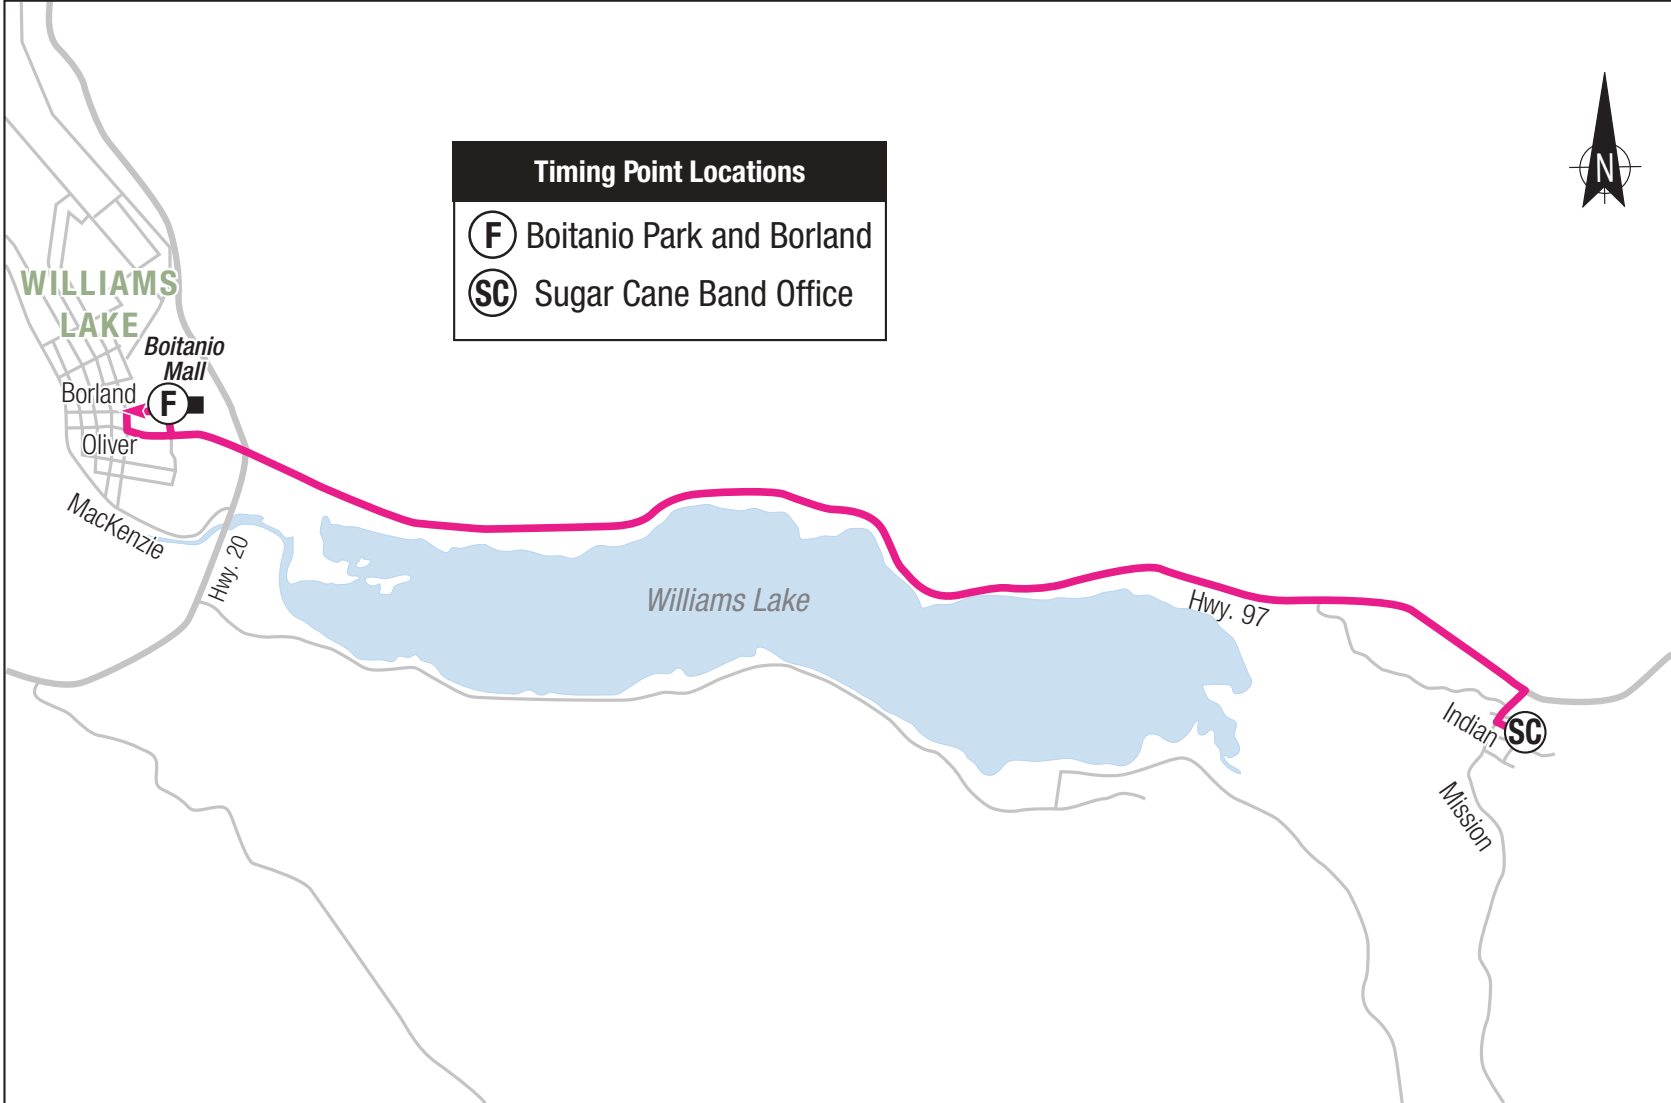 Timing Point Locations
F Boitanio Park and Borland
SC Sugar Cane Band Office
N
WILLIAMS
LAKE
Boitanio
Mall
Borland
F
Oliver
MacKenzie
Hwy. 20
Williams Lake
Hwy. 97
Indian
SC
Mission